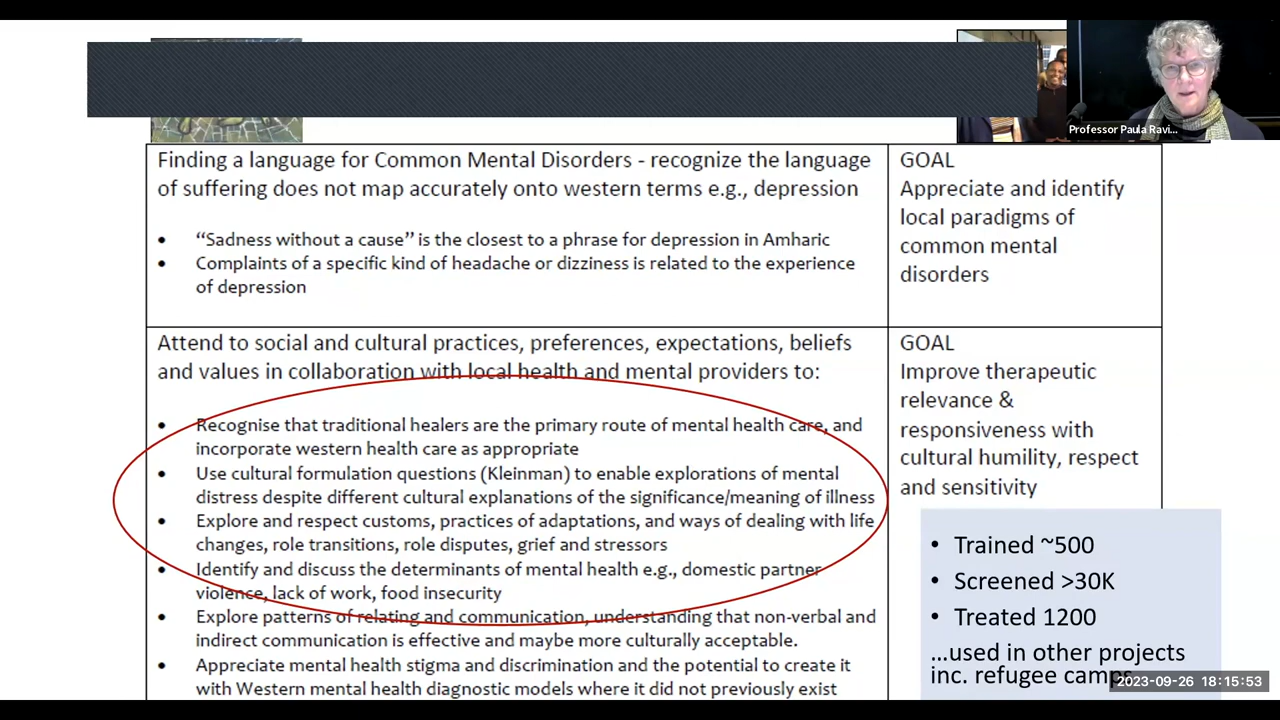 Professor Paula Ravi...
Finding a language for Common Mental Disorders - recognize the language
of suffering does not map accurately onto western terms e.g., depression
• “Sadness without a cause” is the closest to a phrase for depression in Amharic
• Complaints of a specific kind of headache or dizziness is related to the experience
of depression
GOAL
Appreciate and identify
local paradigms of
common mental
disorders
Attend to social and cultural practices, preferences, expectations, beliefs
and values in collaboration with local health and mental providers to:
• Recognise that traditional healers are the primary route of mental health care, and
incorporate western health care as appropriate
• Use cultural formulation questions (Kleinman) to enable explorations of mental
distress despite different cultural explanations of the significance/meaning of illness
• Explore and respect customs, practices of adaptations, and ways of dealing with life
changes, role transitions, role disputes, grief and stressors
• Identify and discuss the determinants of mental health e.g., domestic partner
violence, lack of work, food insecurity
• Explore patterns of relating and communication, understanding that non-verbal and
indirect communication is effective and maybe more culturally acceptable.
• Appreciate mental health stigma and discrimination and the potential to create it
with Western mental health diagnostic models where it did not previously exist
GOAL
Improve therapeutic
relevance &
responsiveness with
cultural humility, respect
and sensitivity
• Trained ~500
• Screened >30K
• Treated 1200
...used in other projects
inc. refugee camps
2023-09-26 18:15:53